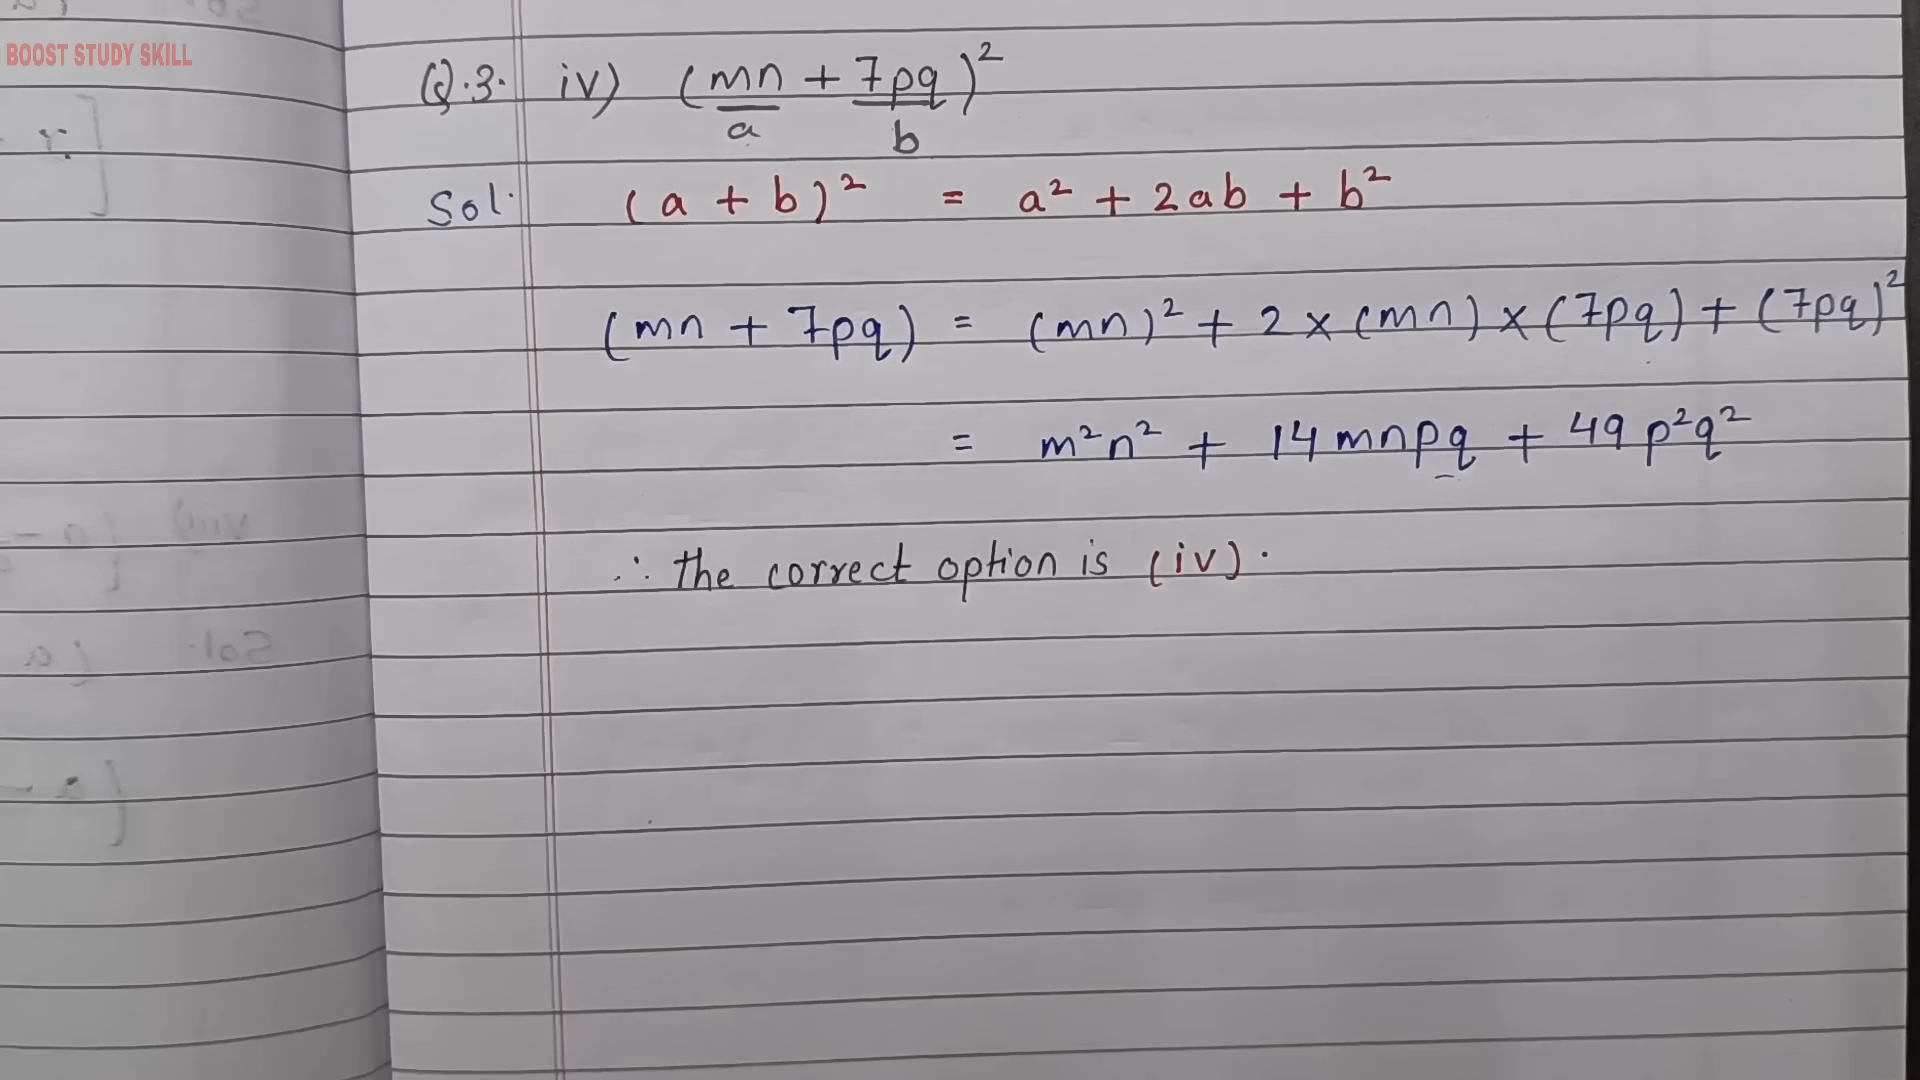 BOOST STUDY SKILL
Q.3. iv) (mn + 7pq)²
a b
Sol. (a + b)² = a² + 2ab + b²
(mn + 7pq) = (mn)² + 2 × (mn) × (7pq) + (7pq)²
= m²n² + 14mnpq + 49p²q²
∴ the correct option is (iv).